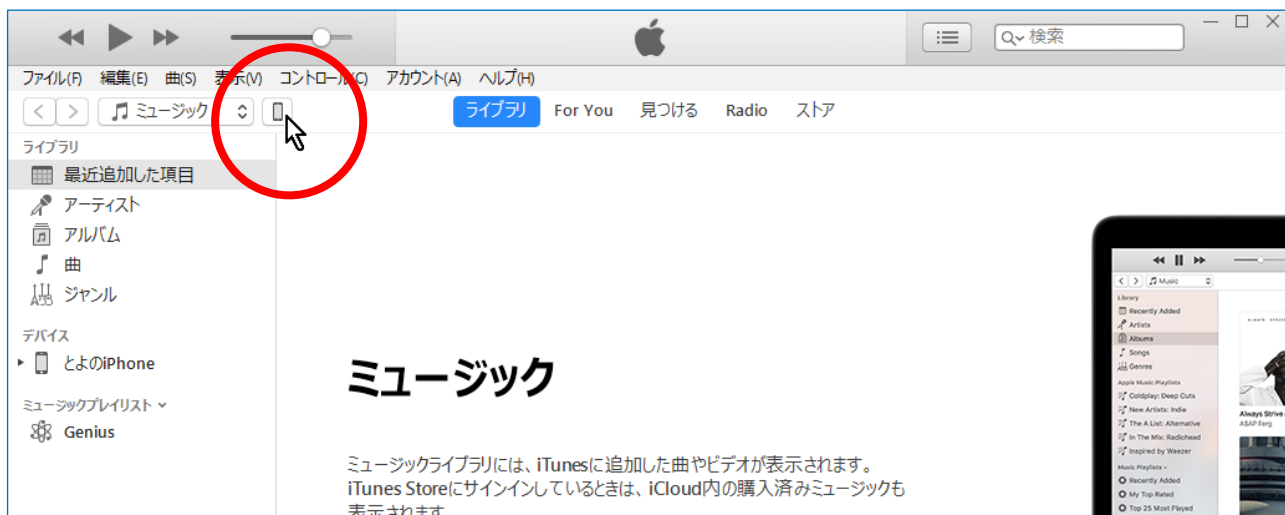 検索
ファイル(F) 編集(E) 曲(S) 表示(V) コントロール(C) アカウント(A) ヘルプ(H)
ミュージック ライブラリ For You 見つける Radio ストア
ライブラリ
最近追加した項目
アーティスト
アルバム
曲
ジャンル
デバイス
とよのiPhone
ミュージックプレイリスト
Genius
ミュージック
ミュージックライブラリには、iTunesに追加した曲やビデオが表示されます。
iTunes Storeにサインインしているときは、iCloud内の購入済みミュージックも
表示されます
Music
Library
Recently Added
Artists
Albums
Songs
Genres
Apple Music Playlists
Coldplay: Deep Cuts
New Artists: Indie
The A List: Alternative
In The Mix: Radiohead
Inspired by Weezer
Music Playlists
Recently Added
My Top Rated
Top 25 Most Played
Always Strive
A$AP Ferg